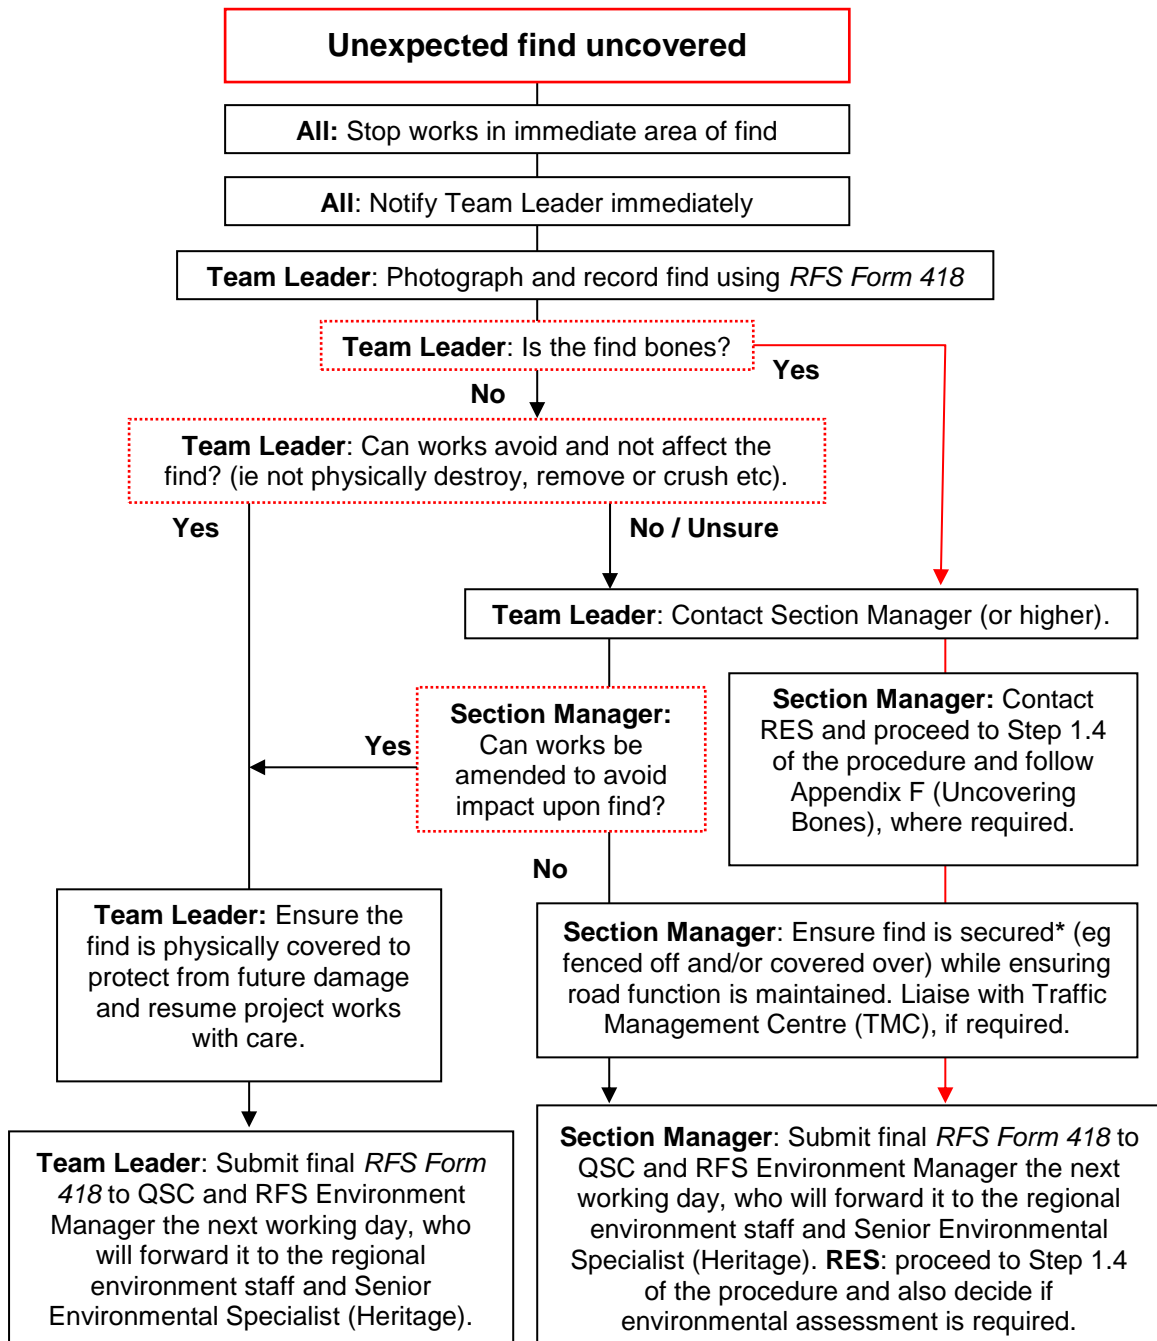 Unexpected find uncovered
All: Stop works in immediate area of find
All: Notify Team Leader immediately
Team Leader: Photograph and record find using RFS Form 418
Team Leader: Is the find bones?
Yes
No
Team Leader: Can works avoid and not affect the
find? (ie not physically destroy, remove or crush etc).
Yes
No / Unsure
Team Leader: Contact Section Manager (or higher).
Section Manager:
Can works be
amended to avoid
impact upon find?
Yes
No
Section Manager: Contact
RES and proceed to Step 1.4
of the procedure and follow
Appendix F (Uncovering
Bones), where required.
Team Leader: Ensure the
find is physically covered to
protect from future damage
and resume project works
with care.
Section Manager: Ensure find is secured* (eg
fenced off and/or covered over) while ensuring
road function is maintained. Liaise with Traffic
Management Centre (TMC), if required.
Team Leader: Submit final RFS Form
418 to QSC and RFS Environment
Manager the next working day, who
will forward it to the regional
environment staff and Senior
Environmental Specialist (Heritage).
Section Manager: Submit final RFS Form 418 to
QSC and RFS Environment Manager the next
working day, who will forward it to the regional
environment staff and Senior Environmental
Specialist (Heritage). RES: proceed to Step 1.4
of the procedure and also decide if
environmental assessment is required.